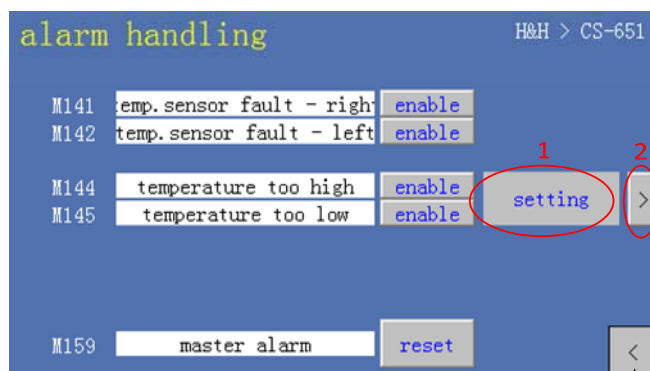 alarm handling H&H > CS-651
M141 temp.sensor fault - righ enable
M142 temp.sensor fault - left enable
1 2
M144 temperature too high enable setting >
M145 temperature too low enable
M159 master alarm reset
<